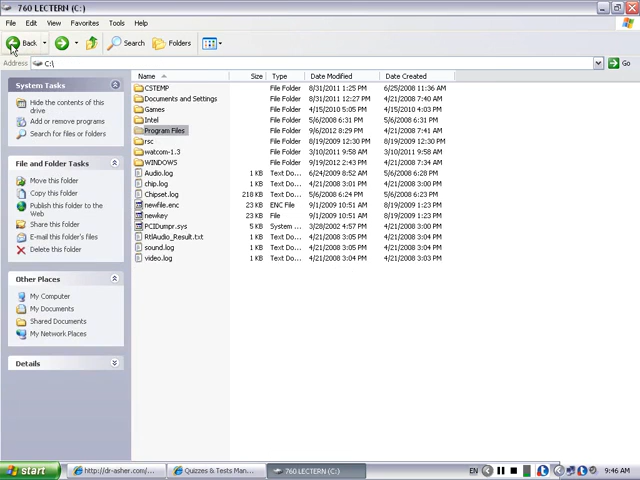 760 LECTERN (C:)
File Edit View Favorites Tools Help
Back Search Folders
Address C:\ Go
System Tasks
Hide the contents of this drive
Add or remove programs
Search for files or folders
File and Folder Tasks
Move this folder
Copy this folder
Publish this folder to the Web
Share this folder
E-mail this folder's files
Delete this folder
Other Places
My Computer
My Documents
Shared Documents
My Network Places
Details
Name Size Type Date Modified Date Created
CSTEMP File Folder 8/31/2011 1:25 PM 6/25/2008 11:36 AM
Documents and Settings File Folder 8/31/2011 12:27 PM 4/21/2008 7:40 AM
Games File Folder 4/15/2010 5:05 PM 4/15/2010 4:03 PM
Intel File Folder 5/6/2008 6:31 PM 5/6/2008 6:31 PM
Program Files File Folder 9/6/2012 8:29 PM 4/21/2008 7:41 AM
rsc File Folder 8/19/2009 12:30 PM 8/19/2009 12:30 PM
watcom-1.3 File Folder 3/10/2011 9:58 AM 3/10/2011 9:58 AM
WINDOWS File Folder 9/19/2012 2:43 PM 4/21/2008 7:34 AM
Audio.log 1 KB Text Do... 6/24/2009 8:52 AM 5/6/2008 6:28 PM
chip.log 1 KB Text Do... 4/21/2008 3:01 PM 4/21/2008 3:00 PM
Chipset.log 218 KB Text Do... 5/6/2008 6:24 PM 5/6/2008 6:23 PM
newfile.enc 23 KB ENC File 9/1/2009 10:51 AM 8/19/2009 1:23 PM
newkey 23 KB File 9/1/2009 10:51 AM 8/19/2009 1:23 PM
PCIDumpr.sys 5 KB System ... 3/28/2002 4:57 PM 4/21/2008 3:00 PM
RtlAudio_Result.txt 1 KB Text Do... 4/21/2008 3:05 PM 4/21/2008 3:04 PM
sound.log 1 KB Text Do... 4/21/2008 3:05 PM 4/21/2008 3:04 PM
video.log 1 KB Text Do... 4/21/2008 3:04 PM 4/21/2008 3:03 PM
start http://dr-asher.com/... Quizzes & Tests Man... 760 LECTERN (C:) EN 9:46 AM